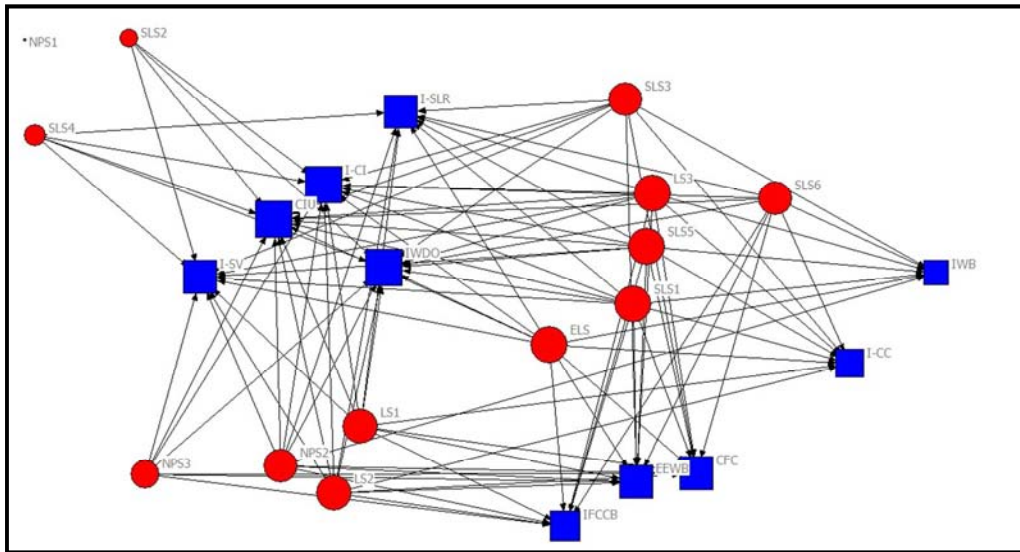 SLS2
NPS1
SLS3
I-SLR
SLS4
I-CI
LS3
SLS6
CIU
SLS5
IWDO
I-SV
IWB
SLS1
ELS
I-CC
LS1
NPS2
NPS3
CFC
EEWB
LS2
IFCCB